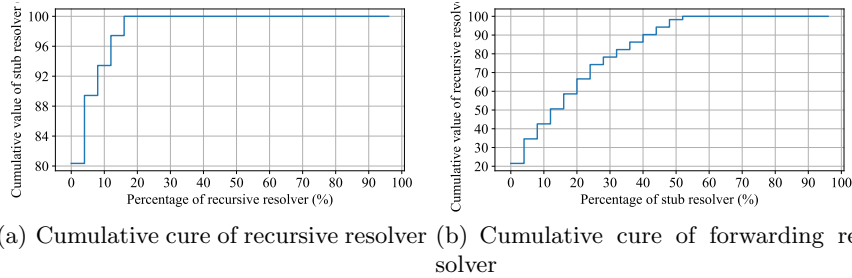 Cumulative value of stub resolver
100
96
92
88
84
80
0 10 20 30 40 50 60 70 80 90 100
Percentage of recursive resolver (%)
(a) Cumulative cure of recursive resolver
Cumulative value of recursive
100
90
80
70
60
50
40
30
20
0 10 20 30 40 50 60 70 80 90 100
Percentage of stub resolver (%)
(b) Cumulative cure of forwarding re
solver